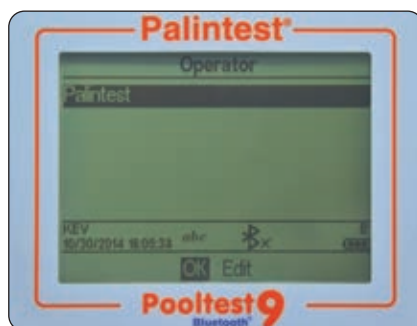 Palintest®
Operator
Palintest
KEV
10/30/2014 16:05:34 abc
OK Edit
Pooltest 9
Bluetooth®